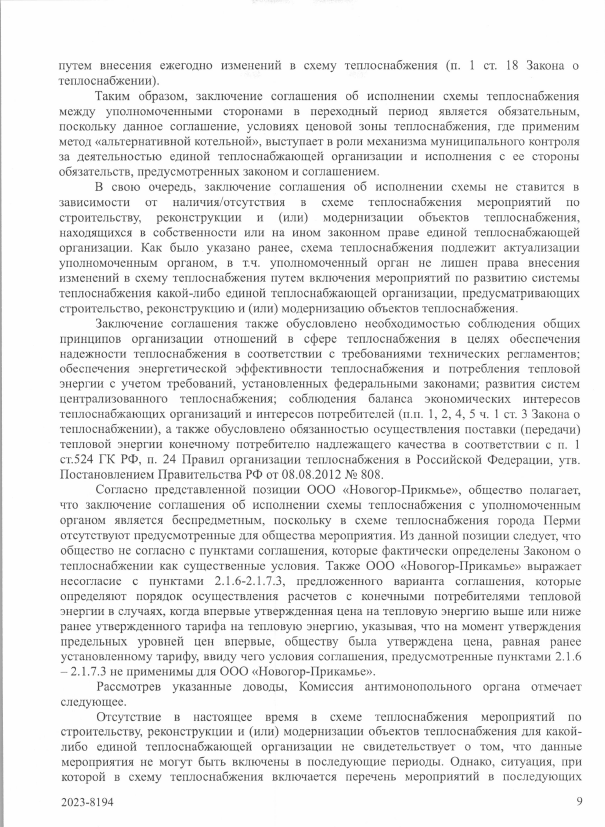 путем внесения ежегодно изменений в схему теплоснабжения (п. 1 ст. 18 Закона о
теплоснабжении).
Таким образом, заключение соглашения об исполнении схемы теплоснабжения
между уполномоченными сторонами в переходный период является обязательным,
поскольку данное соглашение, условиях ценовой зоны теплоснабжения, где применим
метод «альтернативной котельной», выступает в роли механизма муниципального контроля
за деятельностью единой теплоснабжающей организации и исполнения с ее стороны
обязательств, предусмотренных законом и соглашением.
В свою очередь, заключение соглашения об исполнении схемы не ставится в
зависимости от наличия/отсутствия в схеме теплоснабжения мероприятий по
строительству, реконструкции и (или) модернизации объектов теплоснабжения,
находящихся в собственности или на ином законном праве единой теплоснабжающей
организации. Как было указано ранее, схема теплоснабжения подлежит актуализации
уполномоченным органом, в т.ч. уполномоченный орган не лишен права внесения
изменений в схему теплоснабжения путем включения мероприятий по развитию системы
теплоснабжения какой-либо единой теплоснабжающей организации, предусматривающих
строительство, реконструкцию и (или) модернизацию объектов теплоснабжения.
Заключение соглашения также обусловлено необходимостью соблюдения общих
принципов организации отношений в сфере теплоснабжения в целях обеспечения
надежности теплоснабжения в соответствии с требованиями технических регламентов;
обеспечения энергетической эффективности теплоснабжения и потребления тепловой
энергии с учетом требований, установленных федеральными законами; развития систем
централизованного теплоснабжения; соблюдения баланса экономических интересов
теплоснабжающих организаций и интересов потребителей (п.п. 1, 2, 4, 5 ч. 1 ст. 3 Закона о
теплоснабжении), а также обусловлено обязанностью осуществления поставки (передачи)
тепловой энергии конечному потребителю надлежащего качества в соответствии с п. 1
ст.524 ГК РФ, п. 24 Правил организации теплоснабжения в Российской Федерации, утв.
Постановлением Правительства РФ от 08.08.2012 № 808.
Согласно представленной позиции ООО «Новогор-Прикмье», общество полагает,
что заключение соглашения об исполнении схемы теплоснабжения с уполномоченным
органом является беспредметным, поскольку в схеме теплоснабжения города Перми
отсутствуют предусмотренные для общества мероприятия. Из данной позиции следует, что
общество не согласно с пунктами соглашения, которые фактически определены Законом о
теплоснабжении как существенные условия. Также ООО «Новогор-Прикамье» выражает
несогласие с пунктами 2.1.6-2.1.7.3, предложенного варианта соглашения, которые
определяют порядок осуществления расчетов с конечными потребителями тепловой
энергии в случаях, когда впервые утвержденная цена на тепловую энергию выше или ниже
ранее утвержденного тарифа на тепловую энергию, указывая, что на момент утверждения
предельных уровней цен впервые, обществу была утверждена цена, равная ранее
установленному тарифу, ввиду чего условия соглашения, предусмотренные пунктами 2.1.6
– 2.1.7.3 не применимы для ООО «Новогор-Прикамье».
Рассмотрев указанные доводы, Комиссия антимонопольного органа отмечает
следующее.
Отсутствие в настоящее время в схеме теплоснабжения мероприятий по
строительству, реконструкции и (или) модернизации объектов теплоснабжения для какой-
либо единой теплоснабжающей организации не свидетельствует о том, что данные
мероприятия не могут быть включены в последующие периоды. Однако, ситуация, при
которой в схему теплоснабжения включается перечень мероприятий в последующих
2023-8194
9